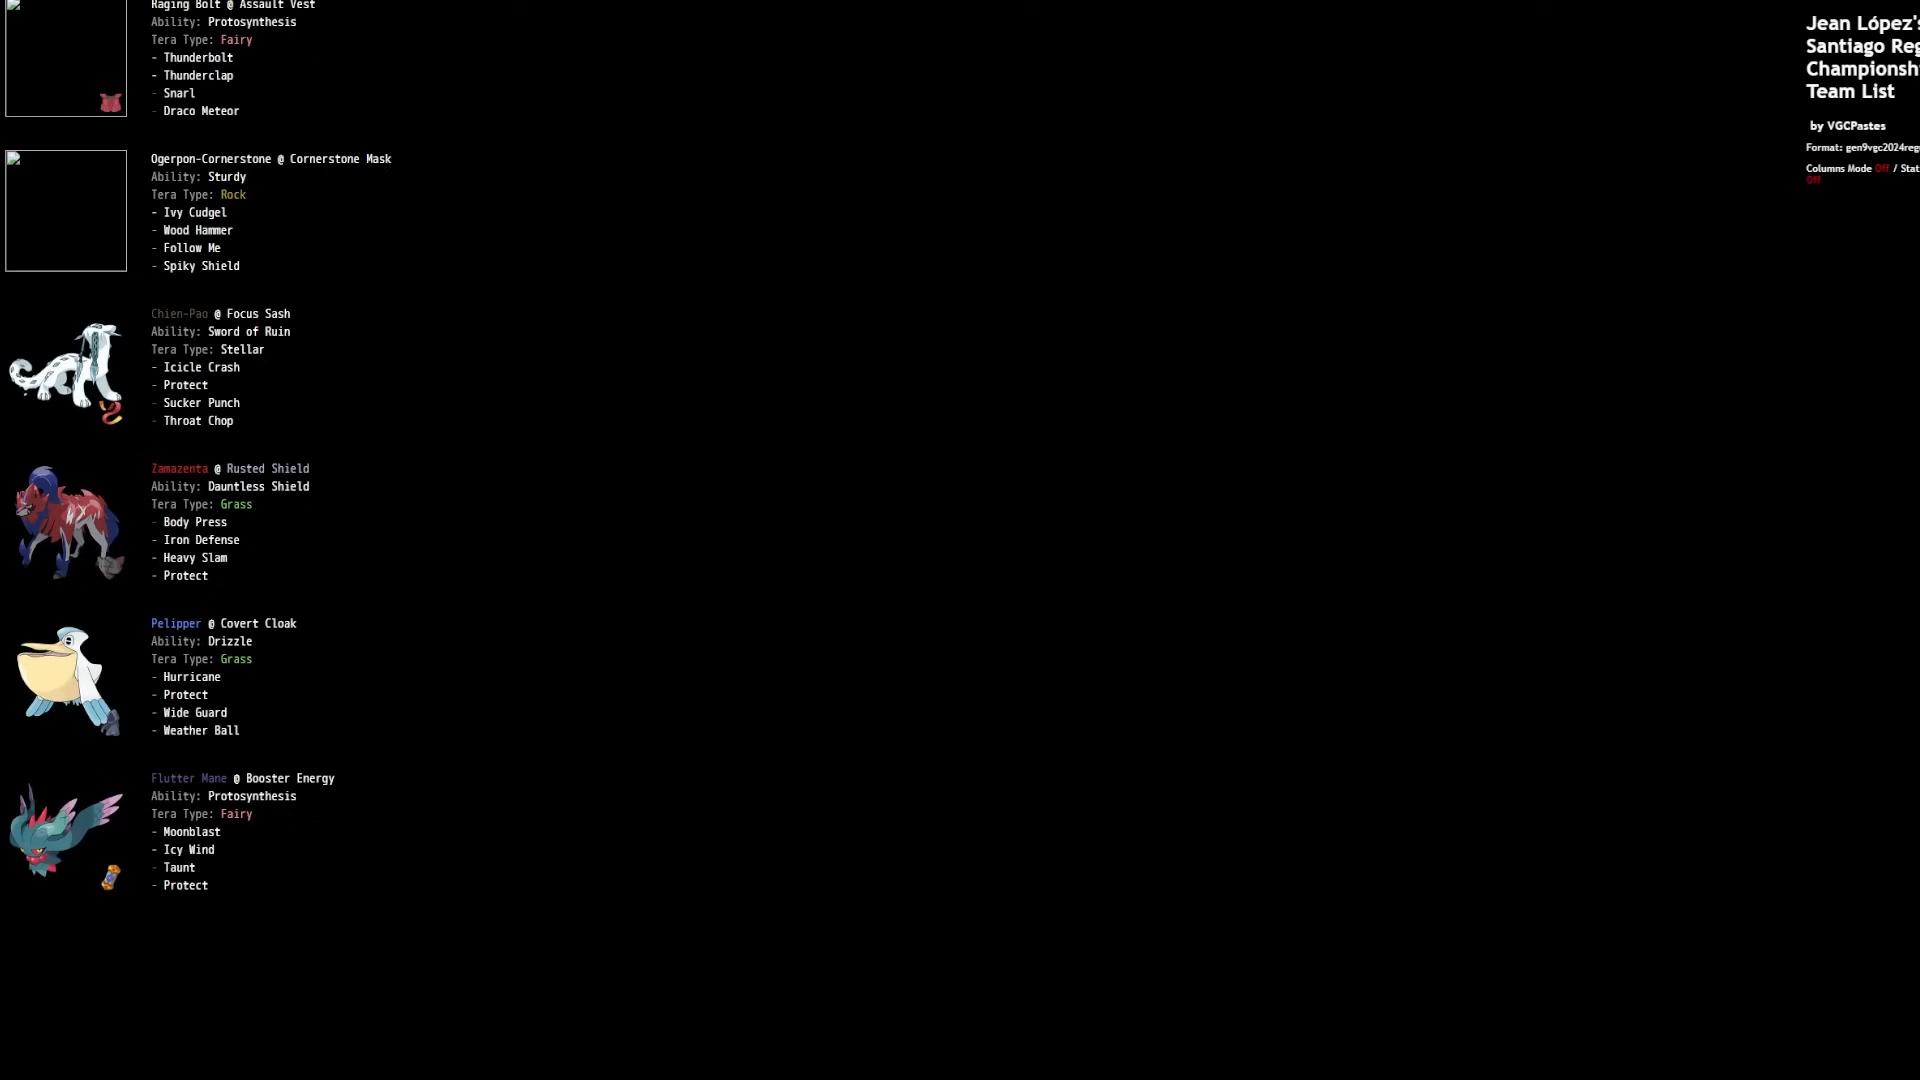 Raging Bolt @ Assault Vest
Ability: Protosynthesis
Tera Type: Fairy
- Thunderbolt
- Thunderclap
- Snarl
- Draco Meteor
Ogerpon-Cornerstone @ Cornerstone Mask
Ability: Sturdy
Tera Type: Rock
- Ivy Cudgel
- Wood Hammer
- Follow Me
- Spiky Shield
Chien-Pao @ Focus Sash
Ability: Sword of Ruin
Tera Type: Stellar
- Icicle Crash
- Protect
- Sucker Punch
- Throat Chop
Zamazenta @ Rusted Shield
Ability: Dauntless Shield
Tera Type: Grass
- Body Press
- Iron Defense
- Heavy Slam
- Protect
Pelipper @ Covert Cloak
Ability: Drizzle
Tera Type: Grass
- Hurricane
- Protect
- Wide Guard
- Weather Ball
Flutter Mane @ Booster Energy
Ability: Protosynthesis
Tera Type: Fairy
- Moonblast
- Icy Wind
- Taunt
- Protect
Jean López's
Santiago Reg
Championsh
Team List
by VGCPastes
Format: gen9vgc2024reg
Columns Mode Off / Stat
Off